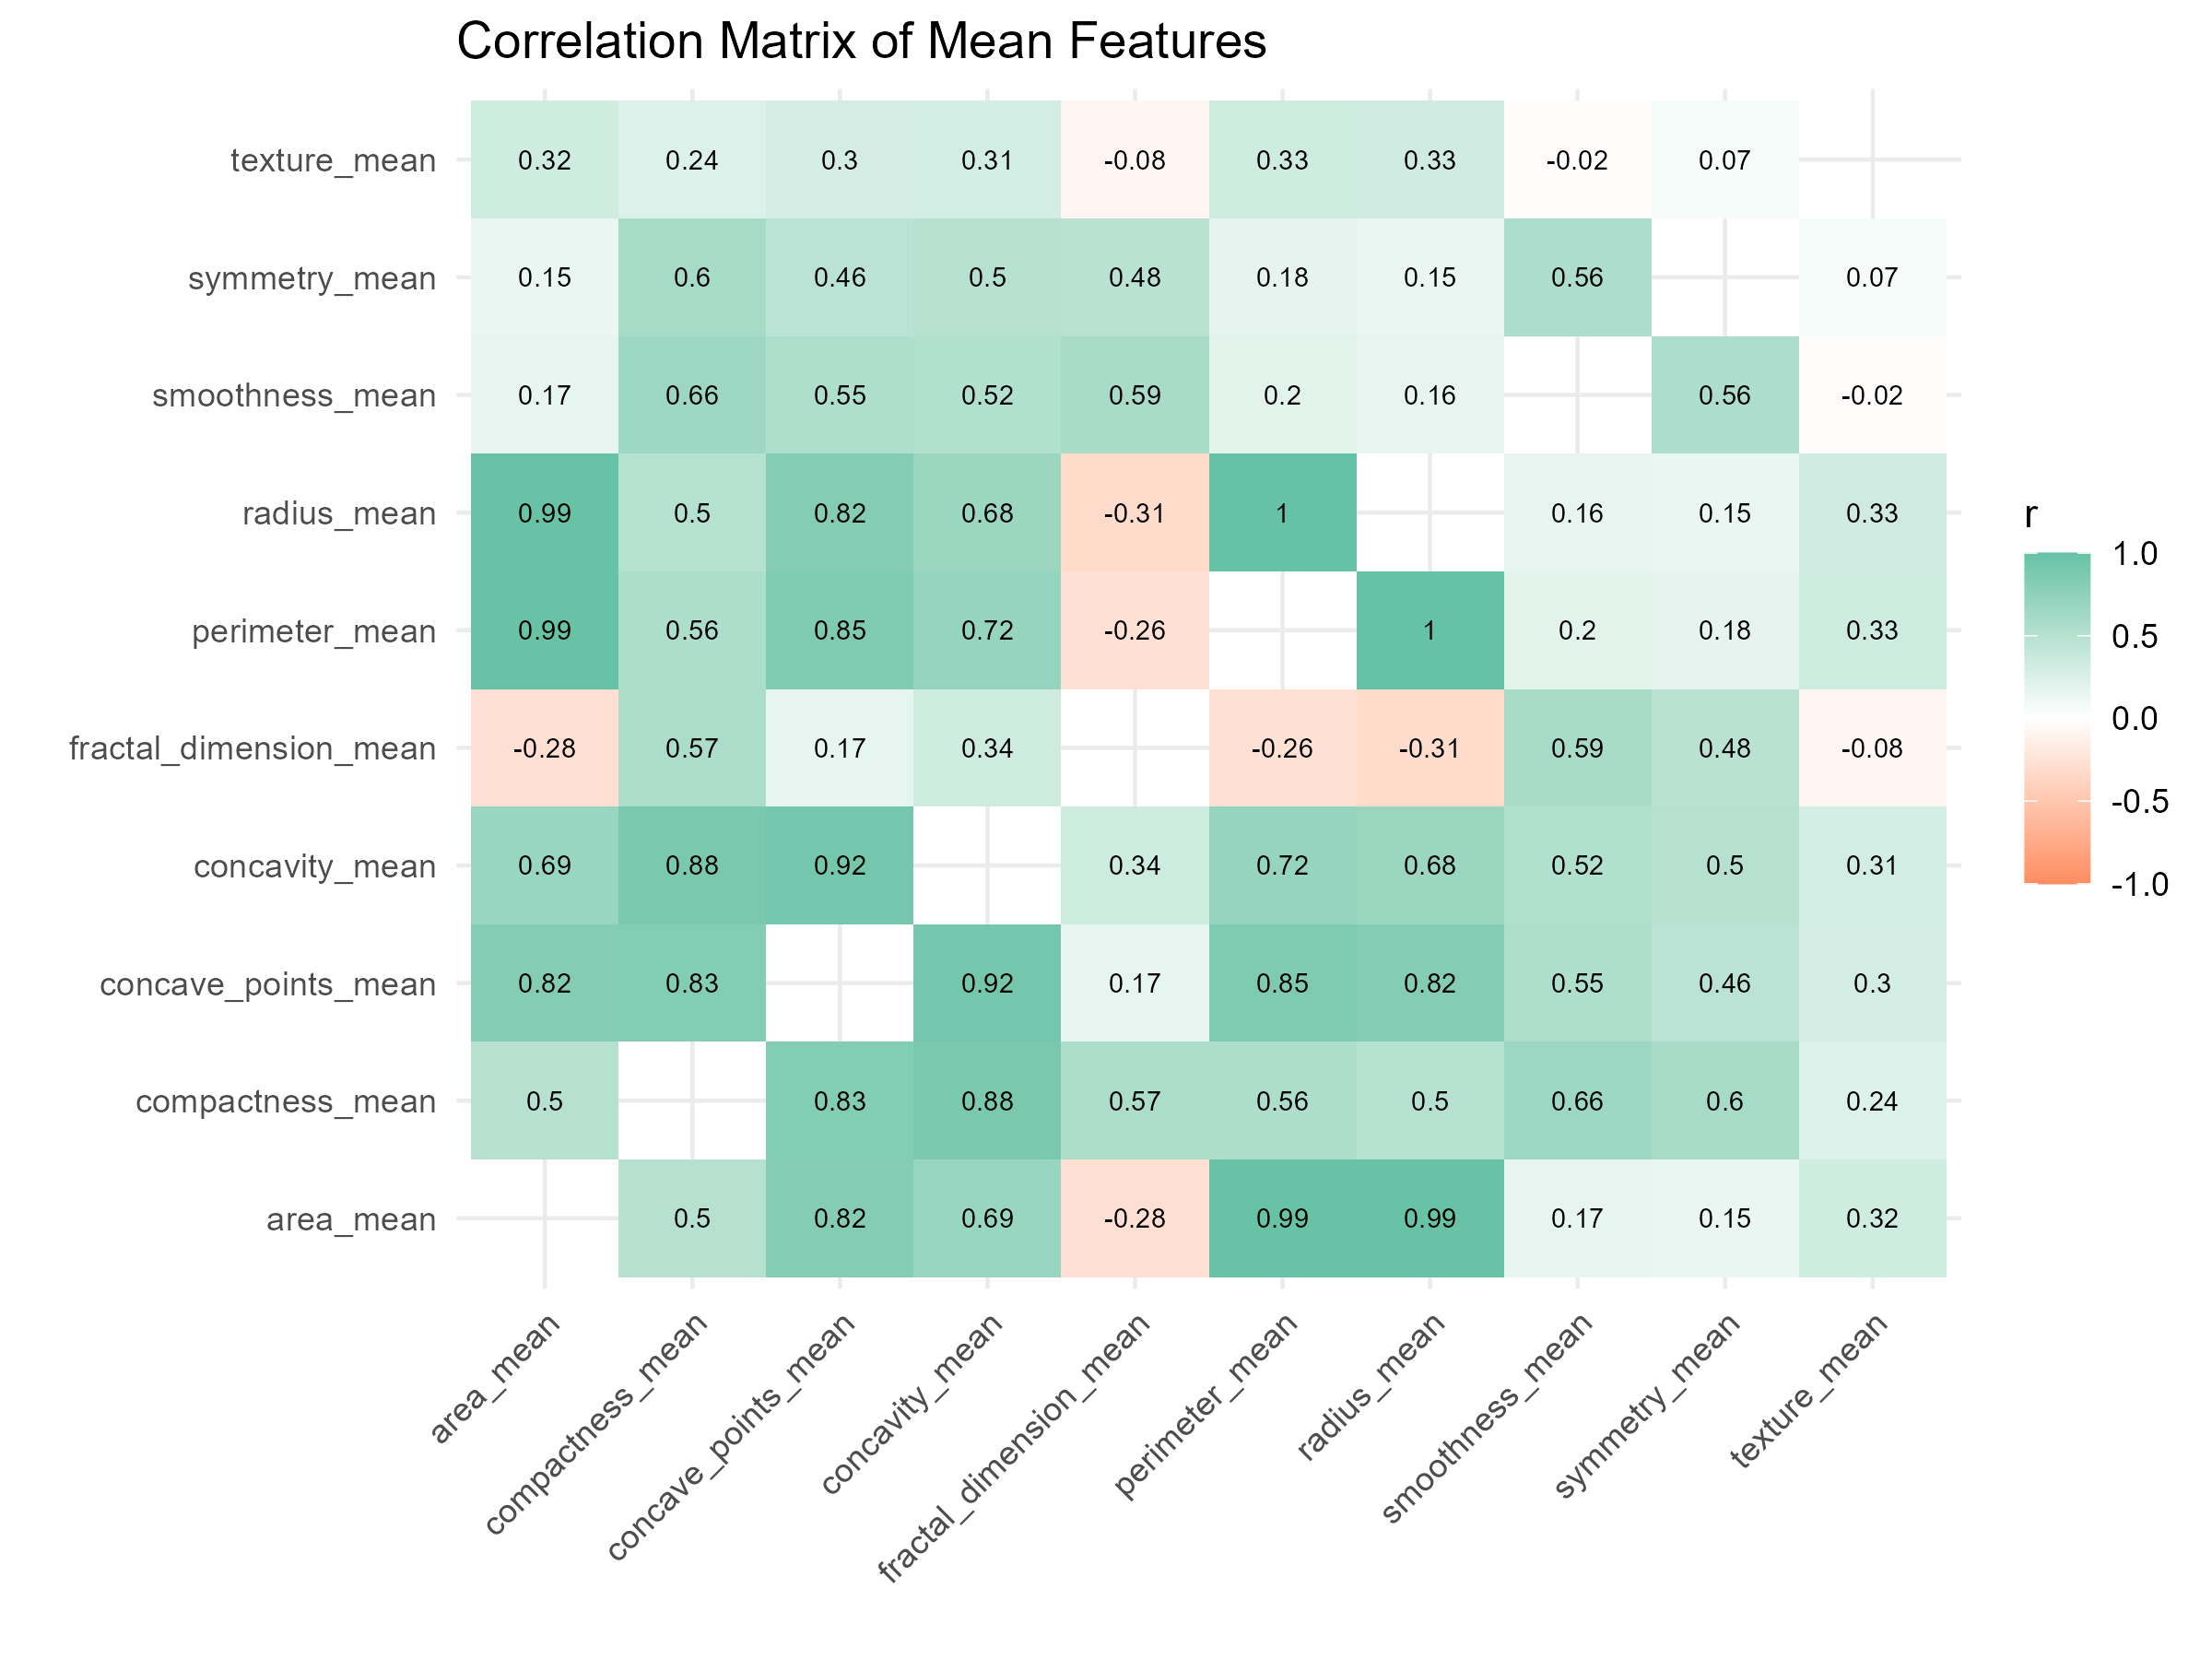 Correlation Matrix of Mean Features
texture_mean 0.32 0.24 0.3 0.31 -0.08 0.33 0.33 -0.02 0.07
symmetry_mean 0.15 0.6 0.46 0.5 0.48 0.18 0.15 0.56 0.07
smoothness_mean 0.17 0.66 0.55 0.52 0.59 0.2 0.16 0.56 -0.02
radius_mean 0.99 0.5 0.82 0.68 -0.31 1 0.16 0.15 0.33
perimeter_mean 0.99 0.56 0.85 0.72 -0.26 1 0.2 0.18 0.33
fractal_dimension_mean -0.28 0.57 0.17 0.34 -0.26 -0.31 0.59 0.48 -0.08
concavity_mean 0.69 0.88 0.92 0.34 0.72 0.68 0.52 0.5 0.31
concave_points_mean 0.82 0.83 0.92 0.17 0.85 0.82 0.55 0.46 0.3
compactness_mean 0.5 0.83 0.88 0.57 0.56 0.5 0.66 0.6 0.24
area_mean 0.5 0.82 0.69 -0.28 0.99 0.99 0.17 0.15 0.32
area_mean
compactness_mean
concave_points_mean
concavity_mean
fractal_dimension_mean
perimeter_mean
radius_mean
smoothness_mean
symmetry_mean
texture_mean
r
1.0
0.5
0.0
-0.5
-1.0